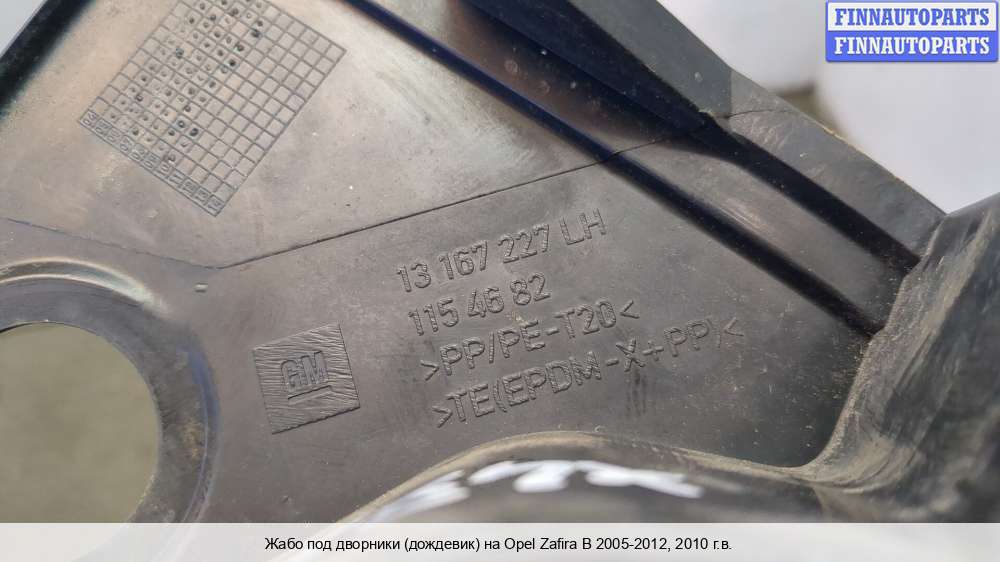 FINNAUTOPARTS
FINNAUTOPARTS
13 167 227 LH
115 46 82
>PP/PE-T20<
>TE(EPDM-X+PP)<
GM
Жабо под дворники (дождевик) на Opel Zafira B 2005-2012, 2010 г.в.